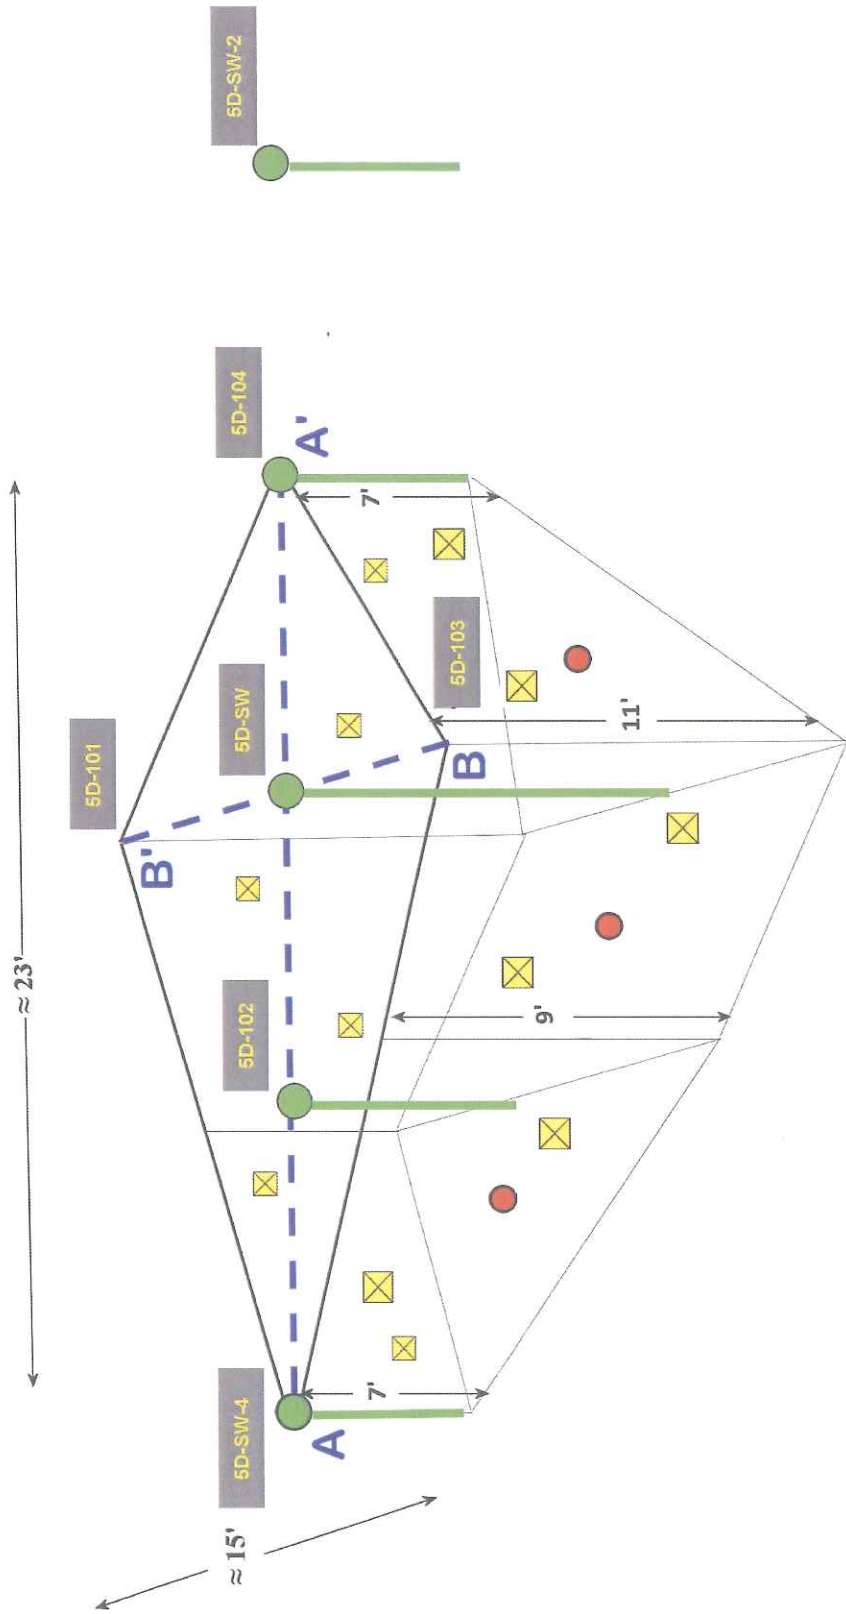 5D-SW-2
≈ 23'
5D-104
A'
5D-101
5D-SW
B'
7'
5D-103
B
11'
5D-102
9'
5D-SW-4
A
7'
≈ 15'